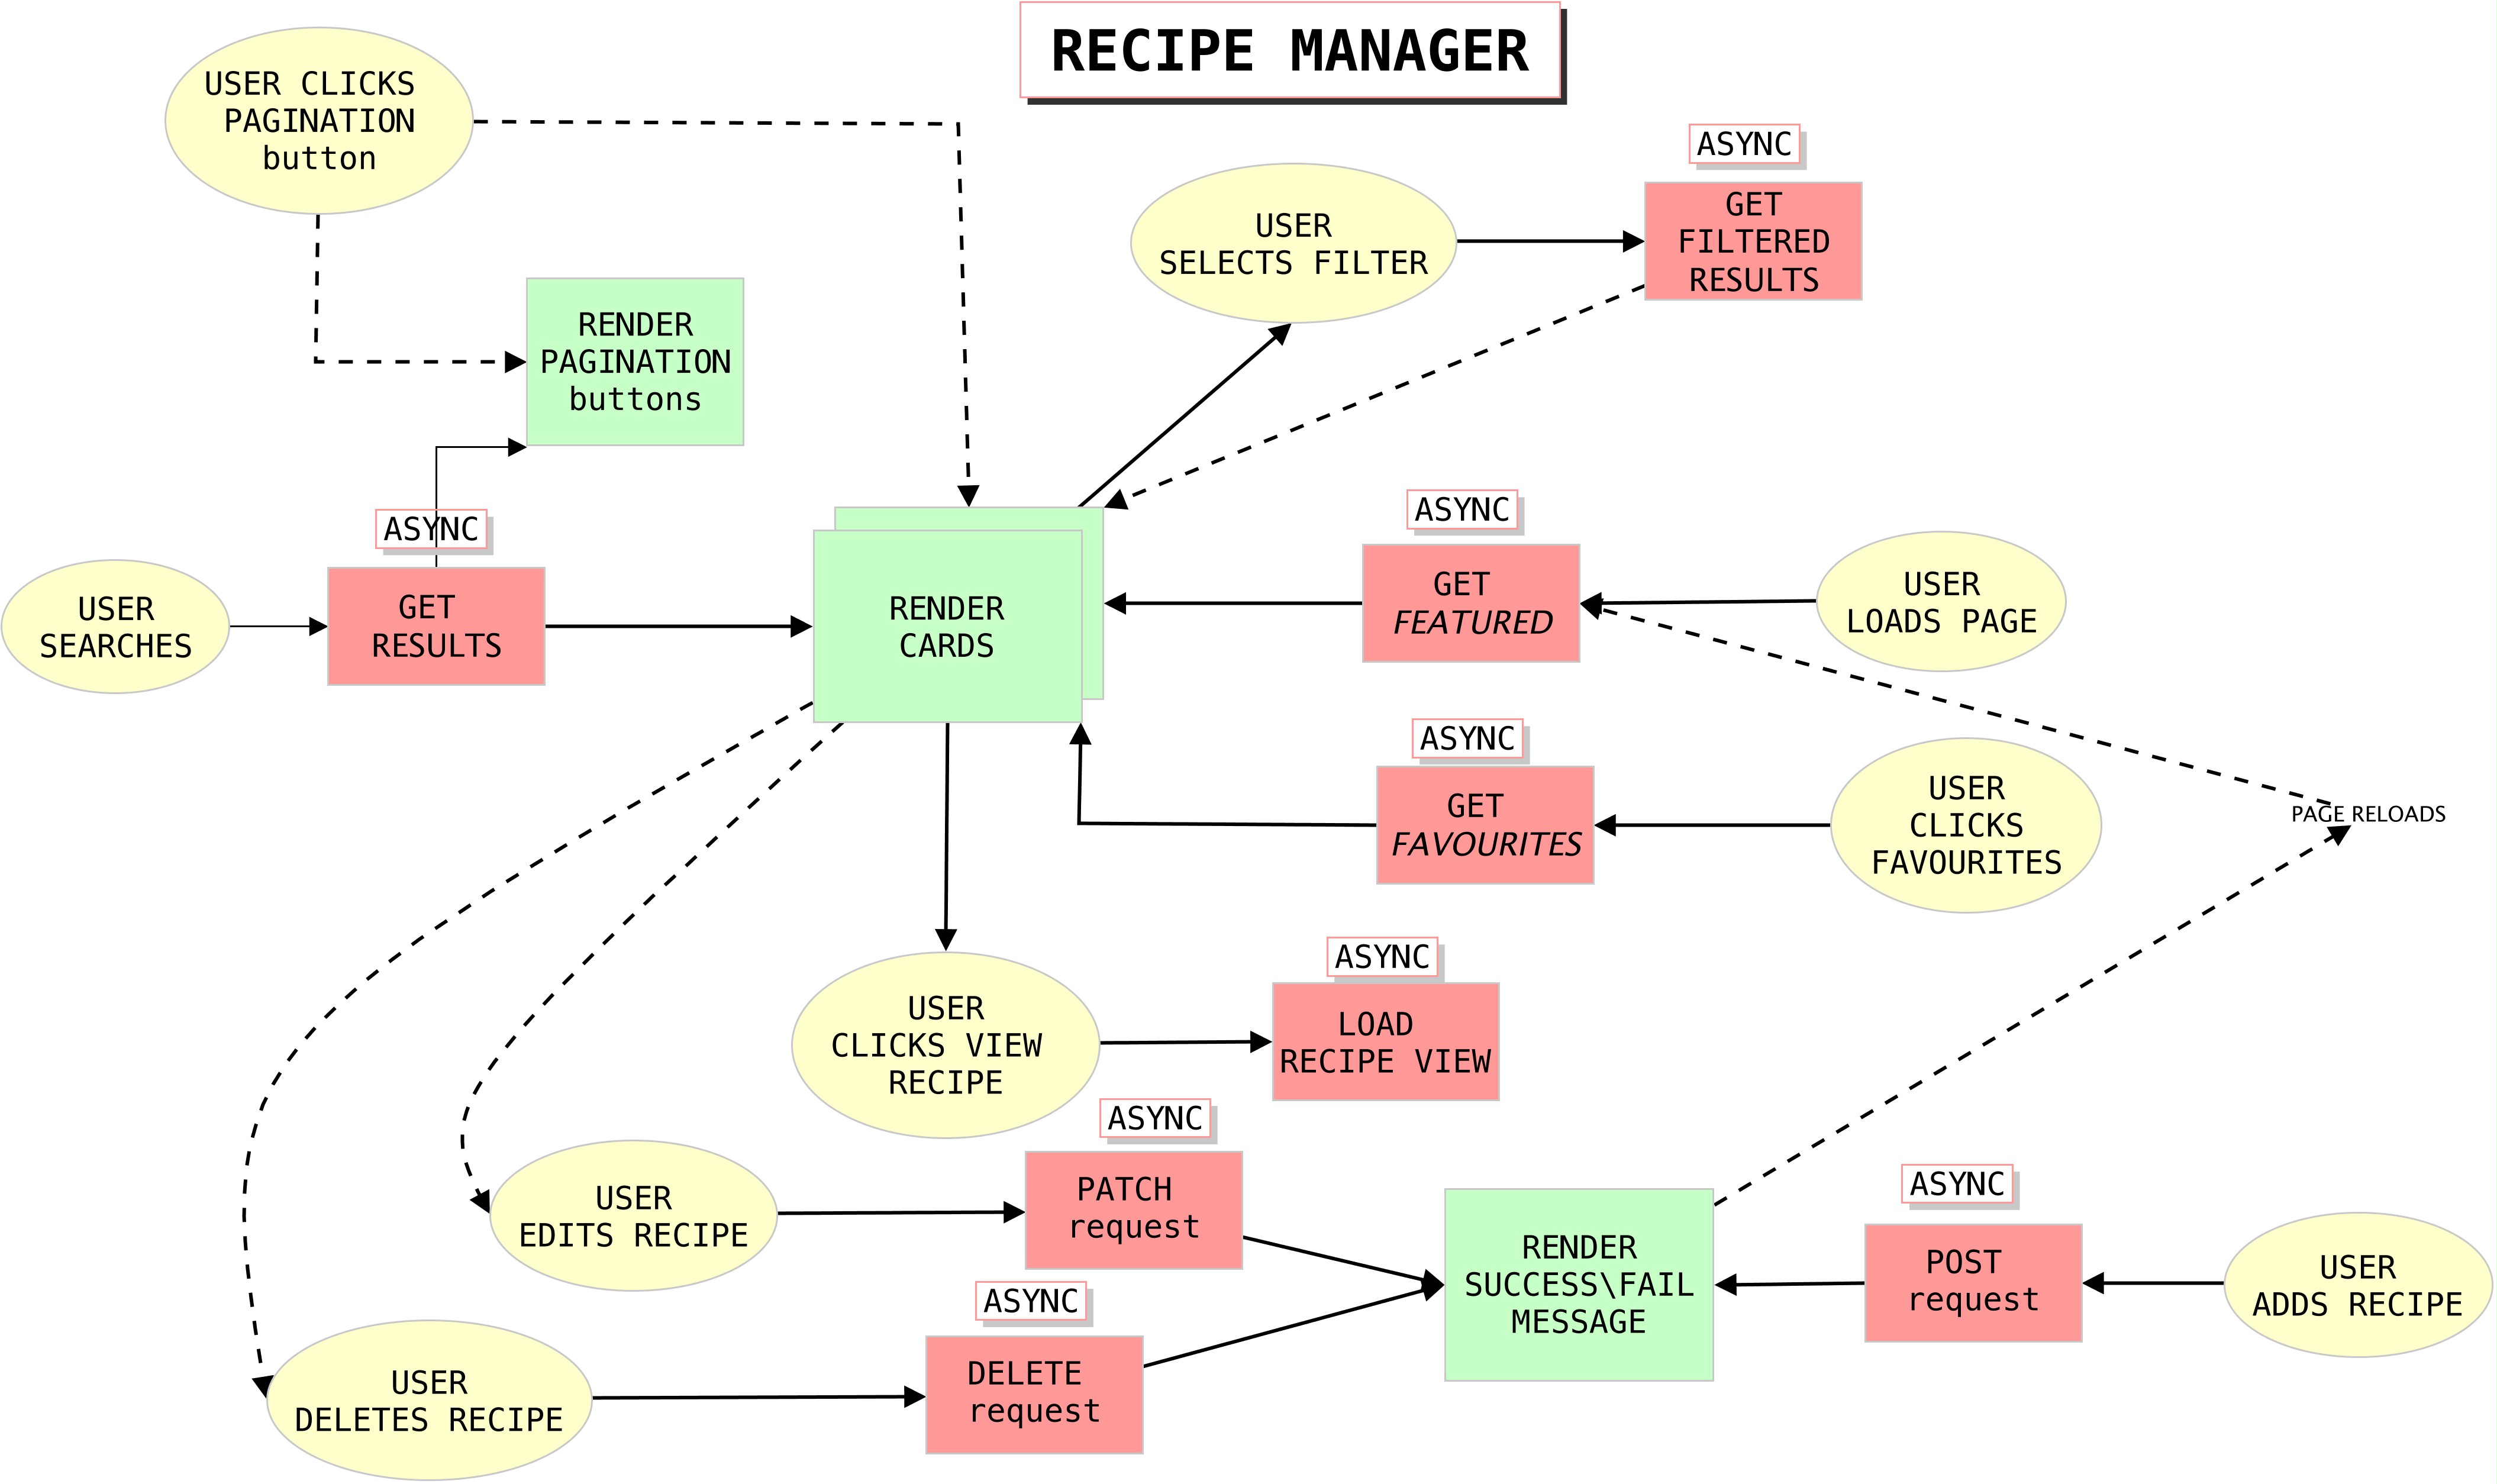 RECIPE MANAGER
USER CLICKS
PAGINATION
button
ASYNC
USER
SELECTS FILTER
GET
FILTERED
RESULTS
RENDER
PAGINATION
buttons
ASYNC
USER
SEARCHES
GET
RESULTS
RENDER
CARDS
ASYNC
GET
FEATURED
USER
LOADS PAGE
ASYNC
GET
FAVOURITES
USER
CLICKS
FAVOURITES
PAGE RELOADS
USER
CLICKS VIEW
RECIPE
ASYNC
LOAD
RECIPE VIEW
USER
EDITS RECIPE
ASYNC
PATCH
request
USER
DELETES RECIPE
ASYNC
DELETE
request
RENDER
SUCCESS\FAIL
MESSAGE
ASYNC
POST
request
USER
ADDS RECIPE